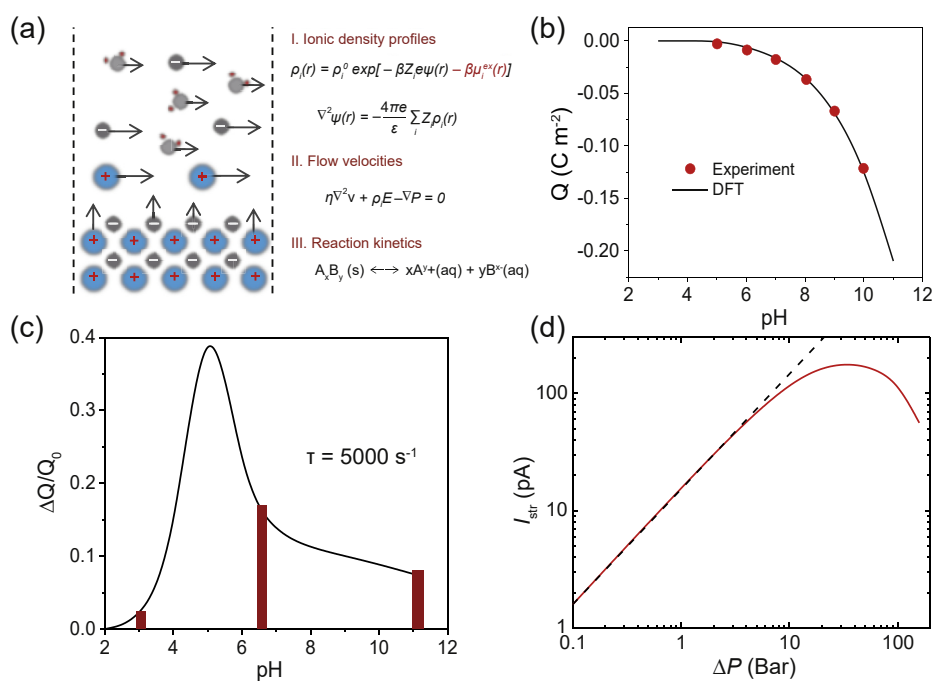 (a)
I. Ionic density profiles
ρᵢ(r) = ρᵢ⁰ exp[ − βZᵢeψ(r) − βμᵢᵉˣ(r)]
∇²ψ(r) = − 4πe/ε ∑ᵢ Zᵢρᵢ(r)
II. Flow velocities
η∇²v + ρᵢE−∇P = 0
III. Reaction kinetics
AₓBᵧ (s) ⟷ xAʸ+(aq) + yBˣ⁻(aq)
+ +
+ + + + +
+ + + + +
(b)
0.00
-0.05
-0.10
-0.15
-0.20
Q (C m⁻²)
Experiment
DFT
2 4 6 8 10 12
pH
(c)
0.4
0.3
0.2
0.1
0.0
ΔQ/Q₀
τ = 5000 s⁻¹
2 4 6 8 10 12
pH
(d)
100
10
1
I_str (pA)
0.1 1 10 100
ΔP (Bar)